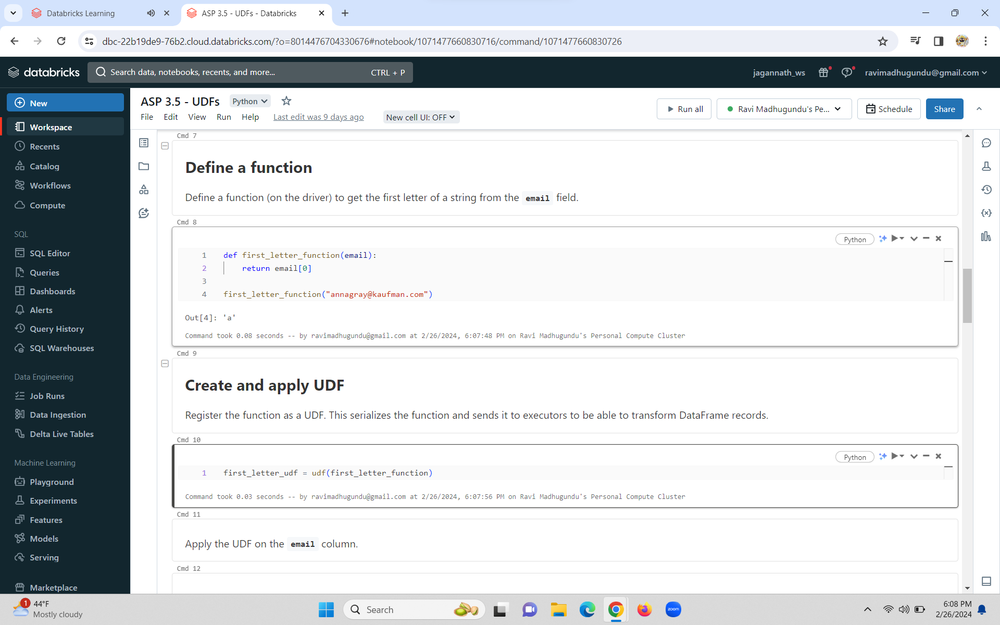 Databricks Learning
ASP 3.5 - UDFs - Databricks
dbc-22b19de9-76b2.cloud.databricks.com/?o=8014476704330676#notebook/1071477660830716/command/1071477660830726
databricks
Search data, notebooks, recents, and more...
CTRL + P
jagannath_ws
ravimadhugundu@gmail.com
New
Workspace
Recents
Catalog
Workflows
Compute
SQL
SQL Editor
Queries
Dashboards
Alerts
Query History
SQL Warehouses
Data Engineering
Job Runs
Data Ingestion
Delta Live Tables
Machine Learning
Playground
Experiments
Features
Models
Serving
Marketplace
ASP 3.5 - UDFs
Python
File Edit View Run Help Last edit was 9 days ago New cell UI: OFF
Run all
Ravi Madhugundu's Pe...
Schedule
Share
Cmd 7
Define a function
Define a function (on the driver) to get the first letter of a string from the email field.
Cmd 8
Python
1 def first_letter_function(email):
2 return email[0]
3
4 first_letter_function("annagray@kaufman.com")
Out[4]: 'a'
Command took 0.08 seconds -- by ravimadhugundu@gmail.com at 2/26/2024, 6:07:48 PM on Ravi Madhugundu's Personal Compute Cluster
Cmd 9
Create and apply UDF
Register the function as a UDF. This serializes the function and sends it to executors to be able to transform DataFrame records.
Cmd 10
Python
1 first_letter_udf = udf(first_letter_function)
Command took 0.03 seconds -- by ravimadhugundu@gmail.com at 2/26/2024, 6:07:56 PM on Ravi Madhugundu's Personal Compute Cluster
Cmd 11
Apply the UDF on the email column.
Cmd 12
1
44°F
Mostly cloudy
Search
zoom
6:08 PM
2/26/2024